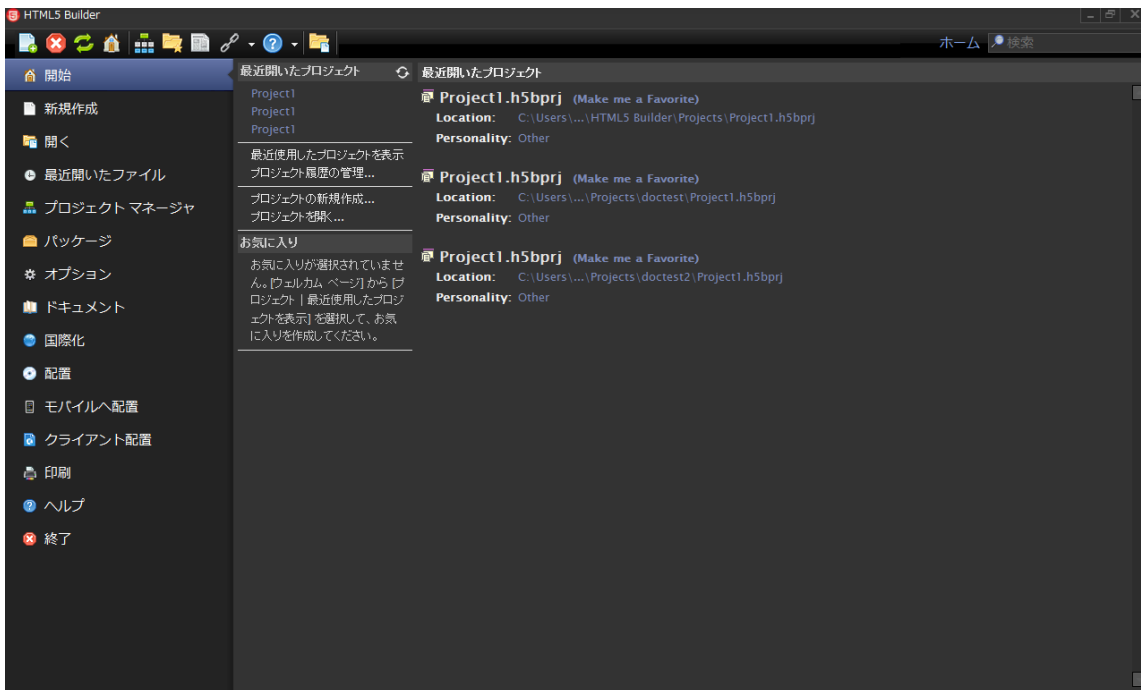 HTML5 Builder
ホーム
検索
開始
新規作成
開く
最近開いたファイル
プロジェクト マネージャ
パッケージ
オプション
ドキュメント
国際化
配置
モバイルへ配置
クライアント配置
印刷
ヘルプ
終了
最近開いたプロジェクト
Project1
Project1
Project1
最近使用したプロジェクトを表示
プロジェクト履歴の管理...
プロジェクトの新規作成...
プロジェクトを開く...
お気に入り
お気に入りが選択されていませ
ん。[ウェルカム ページ] から [プ
ロジェクト | 最近使用したプロジ
ェクトを表示] を選択して、お気
に入りを作成してください。
最近開いたプロジェクト
Project1.h5bprj (Make me a Favorite)
Location: C:\Users\...\HTML5 Builder\Projects\Project1.h5bprj
Personality: Other
Project1.h5bprj (Make me a Favorite)
Location: C:\Users\...\Projects\doctest\Project1.h5bprj
Personality: Other
Project1.h5bprj (Make me a Favorite)
Location: C:\Users\...\Projects\doctest2\Project1.h5bprj
Personality: Other